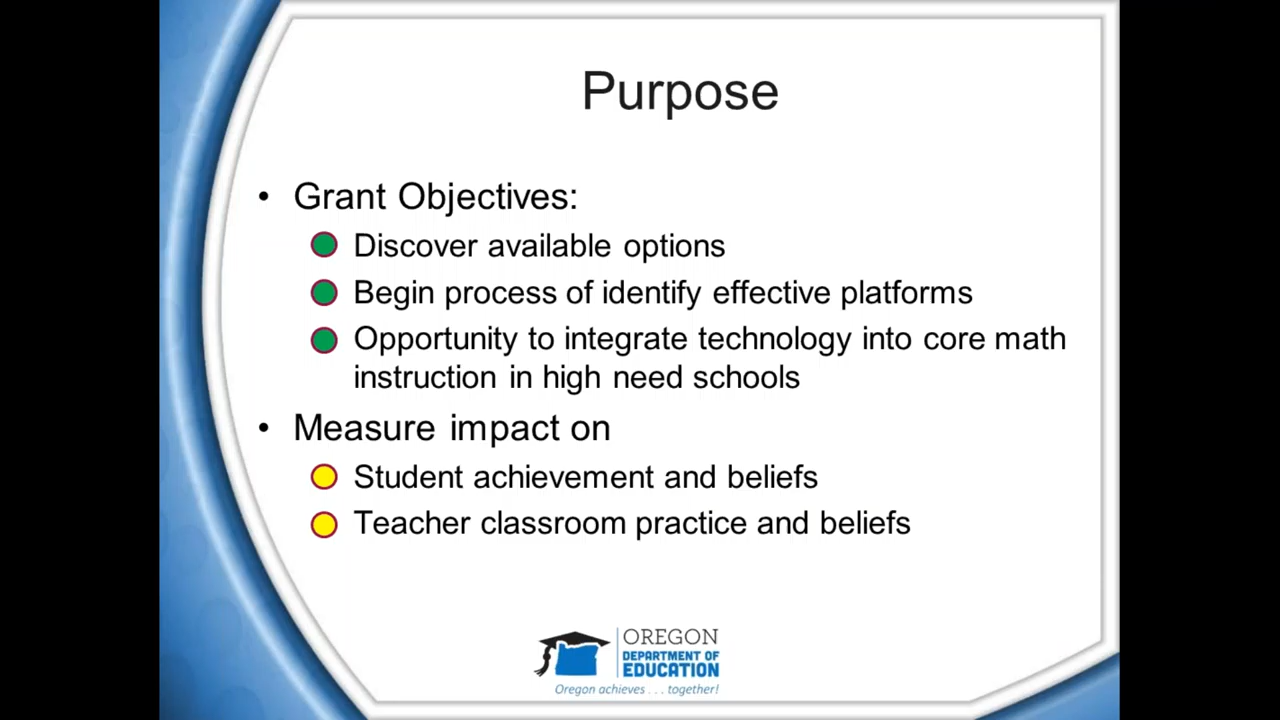 Purpose
• Grant Objectives:
Discover available options
Begin process of identify effective platforms
Opportunity to integrate technology into core math
instruction in high need schools
• Measure impact on
Student achievement and beliefs
Teacher classroom practice and beliefs
OREGON
DEPARTMENT OF
EDUCATION
Oregon achieves . . . together!